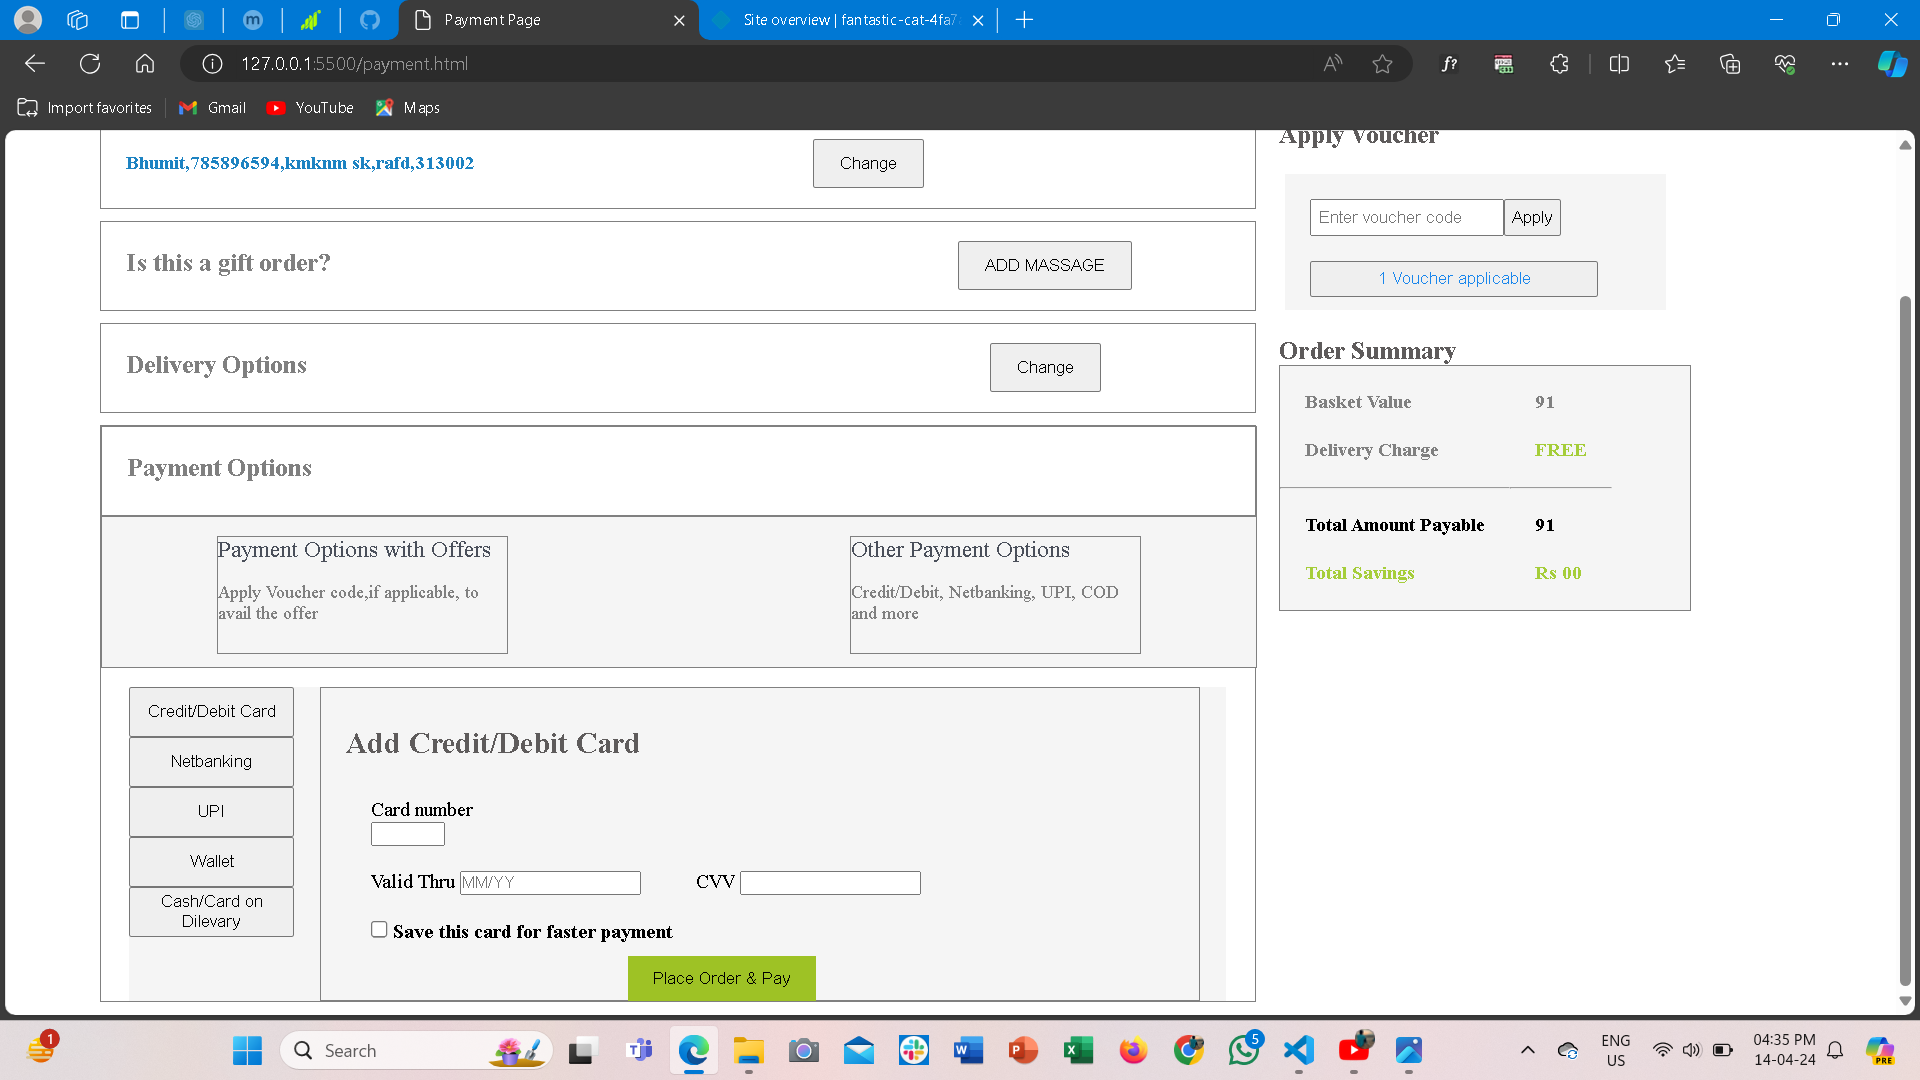 Payment Page
Site overview | fantastic-cat-4fa7
127.0.0.1:5500/payment.html
Import favorites
Gmail
YouTube
Maps
Bhumit,785896594,kmknm sk,rafd,313002
Change
Is this a gift order?
ADD MASSAGE
Delivery Options
Change
Payment Options
Payment Options with Offers
Apply Voucher code,if applicable, to
avail the offer
Other Payment Options
Credit/Debit, Netbanking, UPI, COD
and more
Credit/Debit Card
Netbanking
UPI
Wallet
Cash/Card on
Dilevary
Add Credit/Debit Card
Card number
Valid Thru MM/YY
CVV
Save this card for faster payment
Place Order & Pay
Apply Voucher
Enter voucher code
Apply
1 Voucher applicable
Order Summary
Basket Value 91
Delivery Charge FREE
Total Amount Payable 91
Total Savings Rs 00
1
Search
5
ENG
US
04:35 PM
14-04-24
PRE